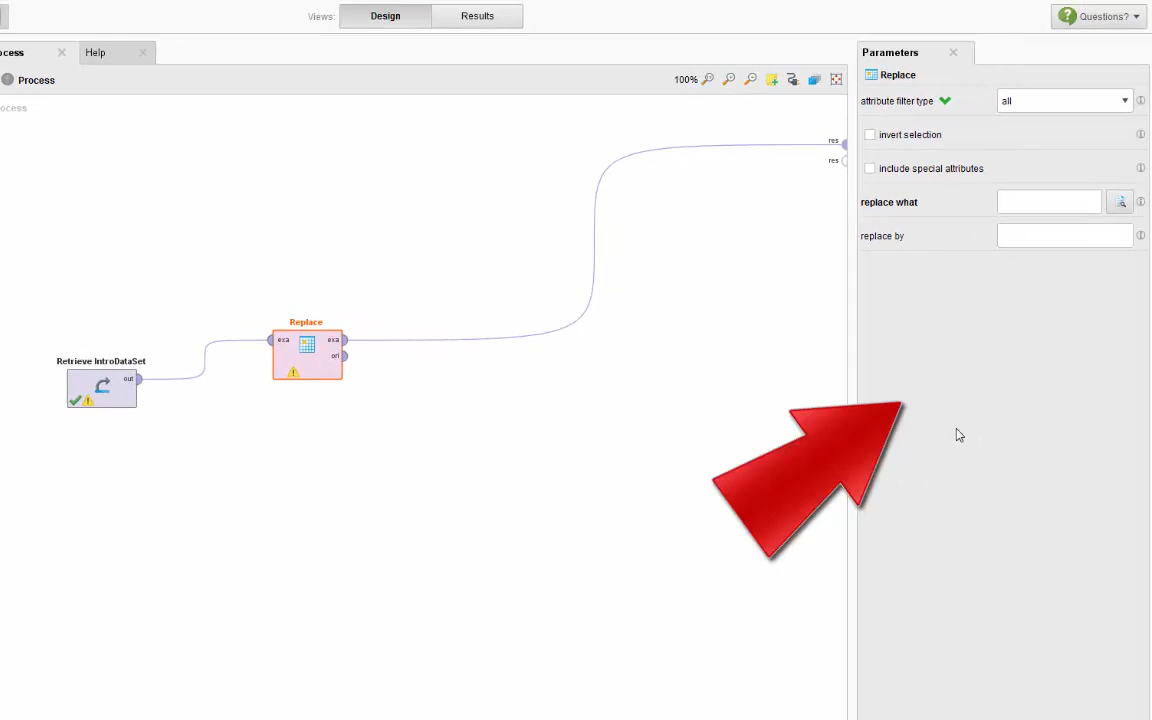 Views:
Design
Results
Questions?
ocess
Help
Parameters
Process
100%
Replace
ocess
attribute filter type
all
invert selection
include special attributes
replace what
replace by
res
res
Replace
exa
exa
ori
Retrieve IntroDataSet
out